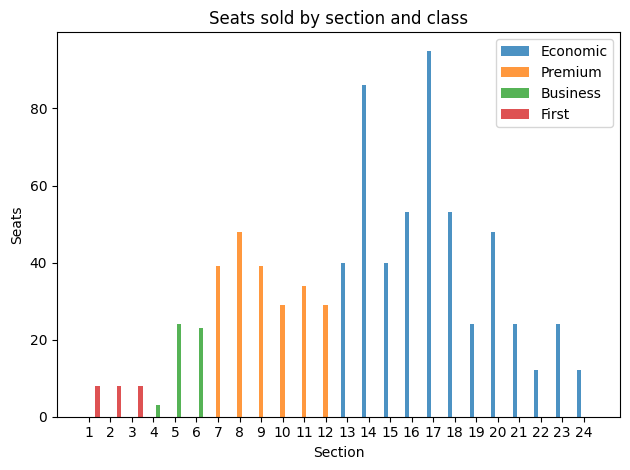 Seats sold by section and class
Economic
Premium
Business
First
80
60
40
20
0
Seats
1 2 3 4 5 6 7 8 9 10 11 12 13 14 15 16 17 18 19 20 21 22 23 24
Section